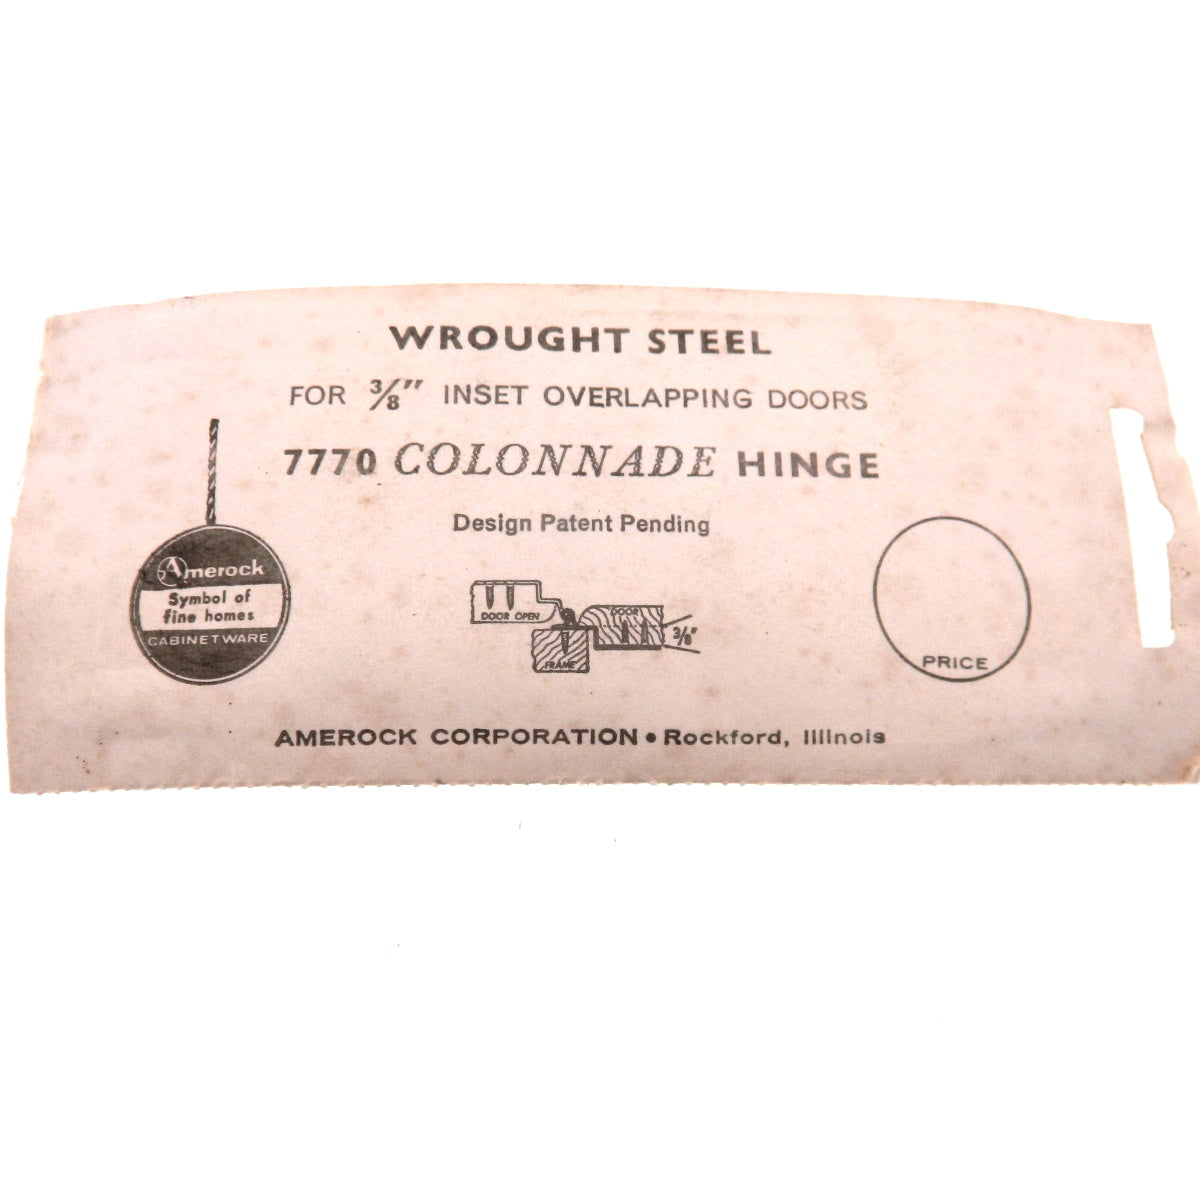 WROUGHT STEEL
FOR 3/8" INSET OVERLAPPING DOORS
7770 COLONNADE HINGE
Design Patent Pending
Amerock
Symbol of
fine homes
CABINETWARE
DOOR OPEN
DOOR
3/8"
FRAME
PRICE
AMEROCK CORPORATION • Rockford, Illinois